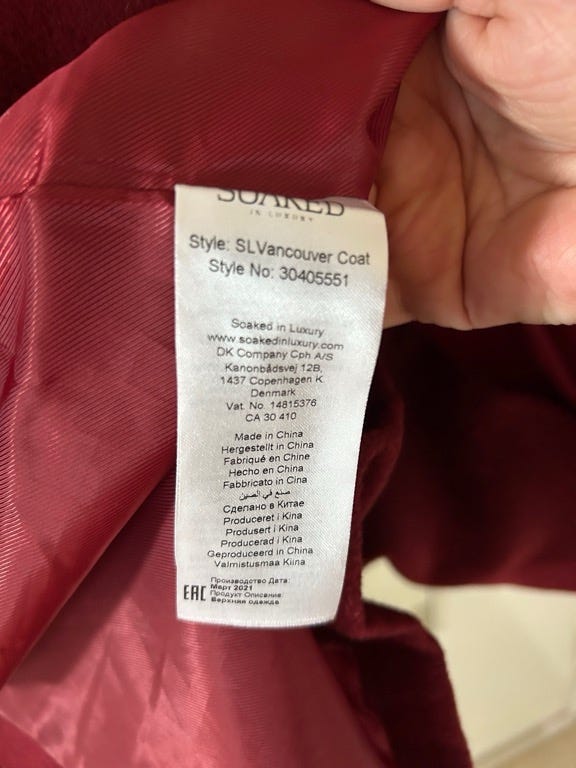 SOAKED
IN LUXURY
Style: SLVancouver Coat
Style No: 30405551
Soaked in Luxury
www.soakedinluxury.com
DK Company Cph A/S
Kanonbådsvej 12B,
1437 Copenhagen K
Denmark
Vat. No. 14815376
CA 30 410
Made in China
Hergestellt in China
Fabriqué en Chine
Hecho en China
Fabbricato in Cina
صنع في الصين
Сделано в Китае
Produceret i Kina
Produsert i Kina
Producerad i Kina
Geproduceerd in China
Valmistusmaa Kiina
EAC
Производство Дата:
Март 2021
Продукт Описание:
Верхняя одежда